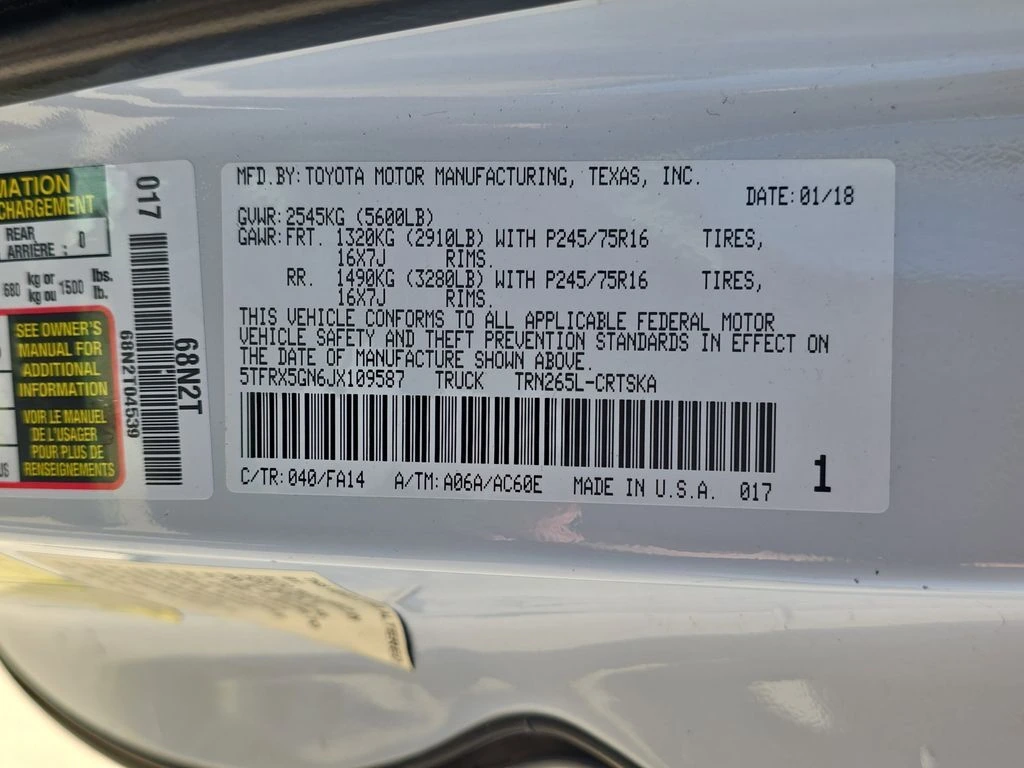 MATION
CHARGEMENT
REAR
ARRIÈRE : 0
680 kg or kg ou 1500 lbs. lb.
SEE OWNER'S
MANUAL FOR
ADDITIONAL
INFORMATION
VOIR LE MANUEL
DE L'USAGER
POUR PLUS DE
RENSEIGNEMENTS
017
68N2T04539
68N2T
MFD.BY:TOYOTA MOTOR MANUFACTURING, TEXAS, INC.
DATE:01/18
GVWR:2545KG (5600LB)
GAWR:FRT. 1320KG (2910LB) WITH P245/75R16 TIRES,
16X7J RIMS.
RR. 1490KG (3280LB) WITH P245/75R16 TIRES,
16X7J RIMS.
THIS VEHICLE CONFORMS TO ALL APPLICABLE FEDERAL MOTOR
VEHICLE SAFETY AND THEFT PREVENTION STANDARDS IN EFFECT ON
THE DATE OF MANUFACTURE SHOWN ABOVE.
5TFRX5GN6JX109587 TRUCK TRN265L-CRTSKA
C/TR:040/FA14 A/TM:A06A/AC60E MADE IN U.S.A. 017 1